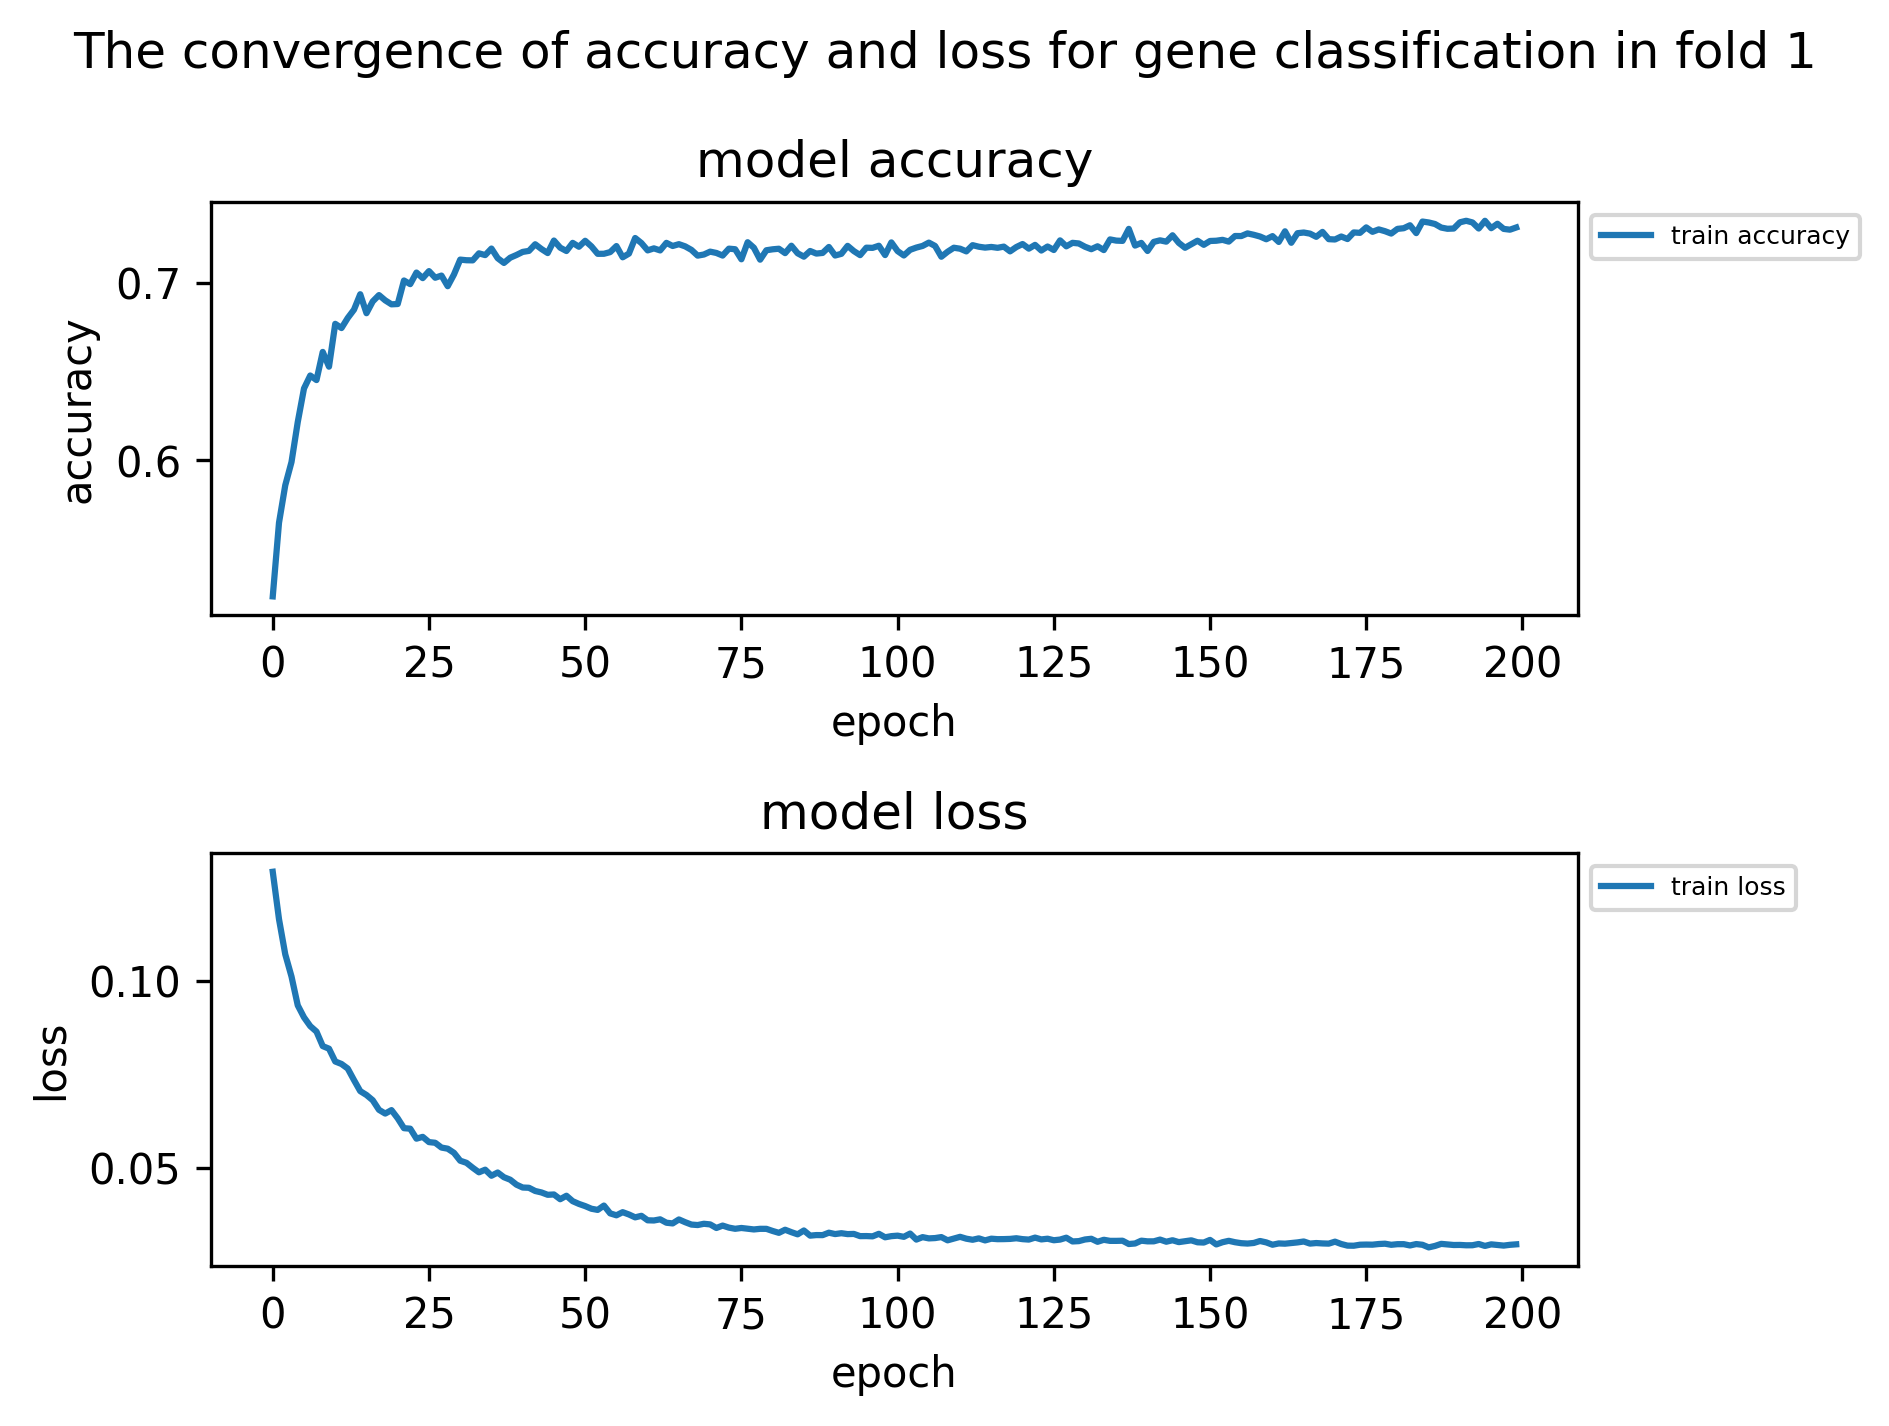 The convergence of accuracy and loss for gene classification in fold 1
model accuracy
train accuracy
0.7
0.6
accuracy
0 25 50 75 100 125 150 175 200
epoch
model loss
train loss
0.10
0.05
loss
0 25 50 75 100 125 150 175 200
epoch